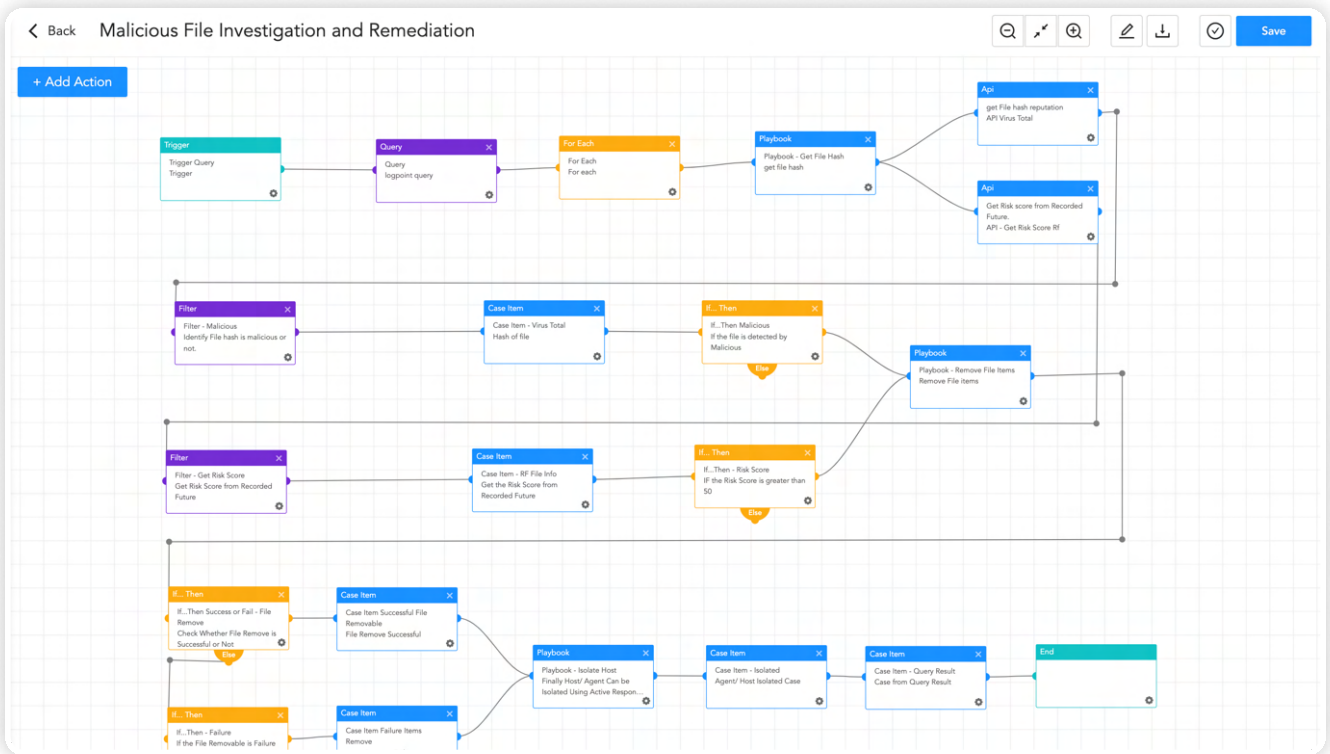 Back
Malicious File Investigation and Remediation
Save
+ Add Action
Trigger
Trigger Query
Trigger
Query
Query
logpoint query
For Each
For Each
For each
Playbook
Playbook - Get File Hash
get file hash
Api
get File hash reputation
API Virus Total
Api
Get Risk score from Recorded
Future.
API - Get Risk Score Rf
Filter
Filter - Malicious
Identify File hash is malicious or
not.
Case Item
Case Item - Virus Total
Hash of file
If... Then
If...Then Malicious
If the file is detected by
Malicious
Else
Playbook
Playbook - Remove File Items
Remove File items
Filter
Filter - Get Risk Score
Get Risk Score from Recorded
Future
Case Item
Case Item - RF File Info
Get the Risk Score from
Recorded Future
If... Then
If...Then - Risk Score
IF the Risk Score is greater than
50
Else
If... Then
If...Then Success or Fail - File
Remove
Check Whether File Remove is
Successful or Not
Else
Case Item
Case Item Successful File
Removable
File Remove Successful
Playbook
Playbook - Isolate Host
Finally Host/ Agent Can be
Isolated Using Active Respon...
Case Item
Case Item - Isolated
Agent/ Host Isolated Case
Case Item
Case Item - Query Result
Case from Query Result
End
If... Then
If...Then - Failure
If the File Removable is Failure
Case Item
Case Item Failure Items
Remove